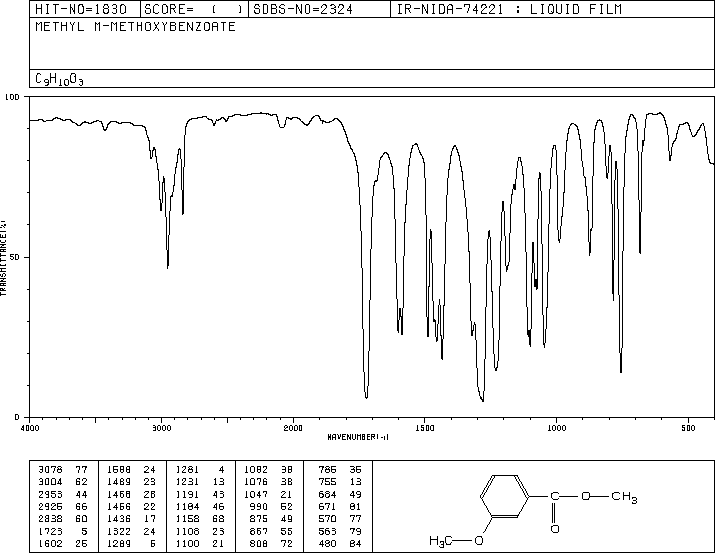 HIT-NO=1830 SCORE= ( ) SDBS-NO=2324 IR-NIDA-74221 : LIQUID FILM
METHYL M-METHOXYBENZOATE
C9H10O3
100
50
0
TRANSMITTANCE(%)
4000 3000 2000 1500 1000 500
WAVENUMBER(-1)
3078 77 1588 24 1281 4 1082 38 786 35
3004 62 1489 23 1231 13 1076 38 755 13
2953 44 1468 28 1191 43 1047 21 684 49
2925 66 1456 22 1184 46 990 52 671 81
2838 60 1436 17 1158 68 875 49 570 77
1723 5 1322 24 1108 23 867 55 563 79
1602 25 1289 5 1100 21 808 72 480 84
C O CH3
O
H3C O